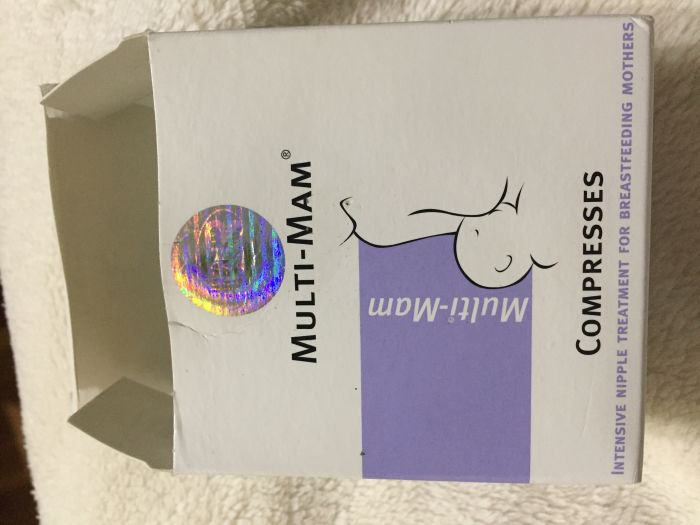 MULTI-MAM®
Multi®-Mam
COMPRESSES
INTENSIVE NIPPLE TREATMENT FOR BREASTFEEDING MOTHERS